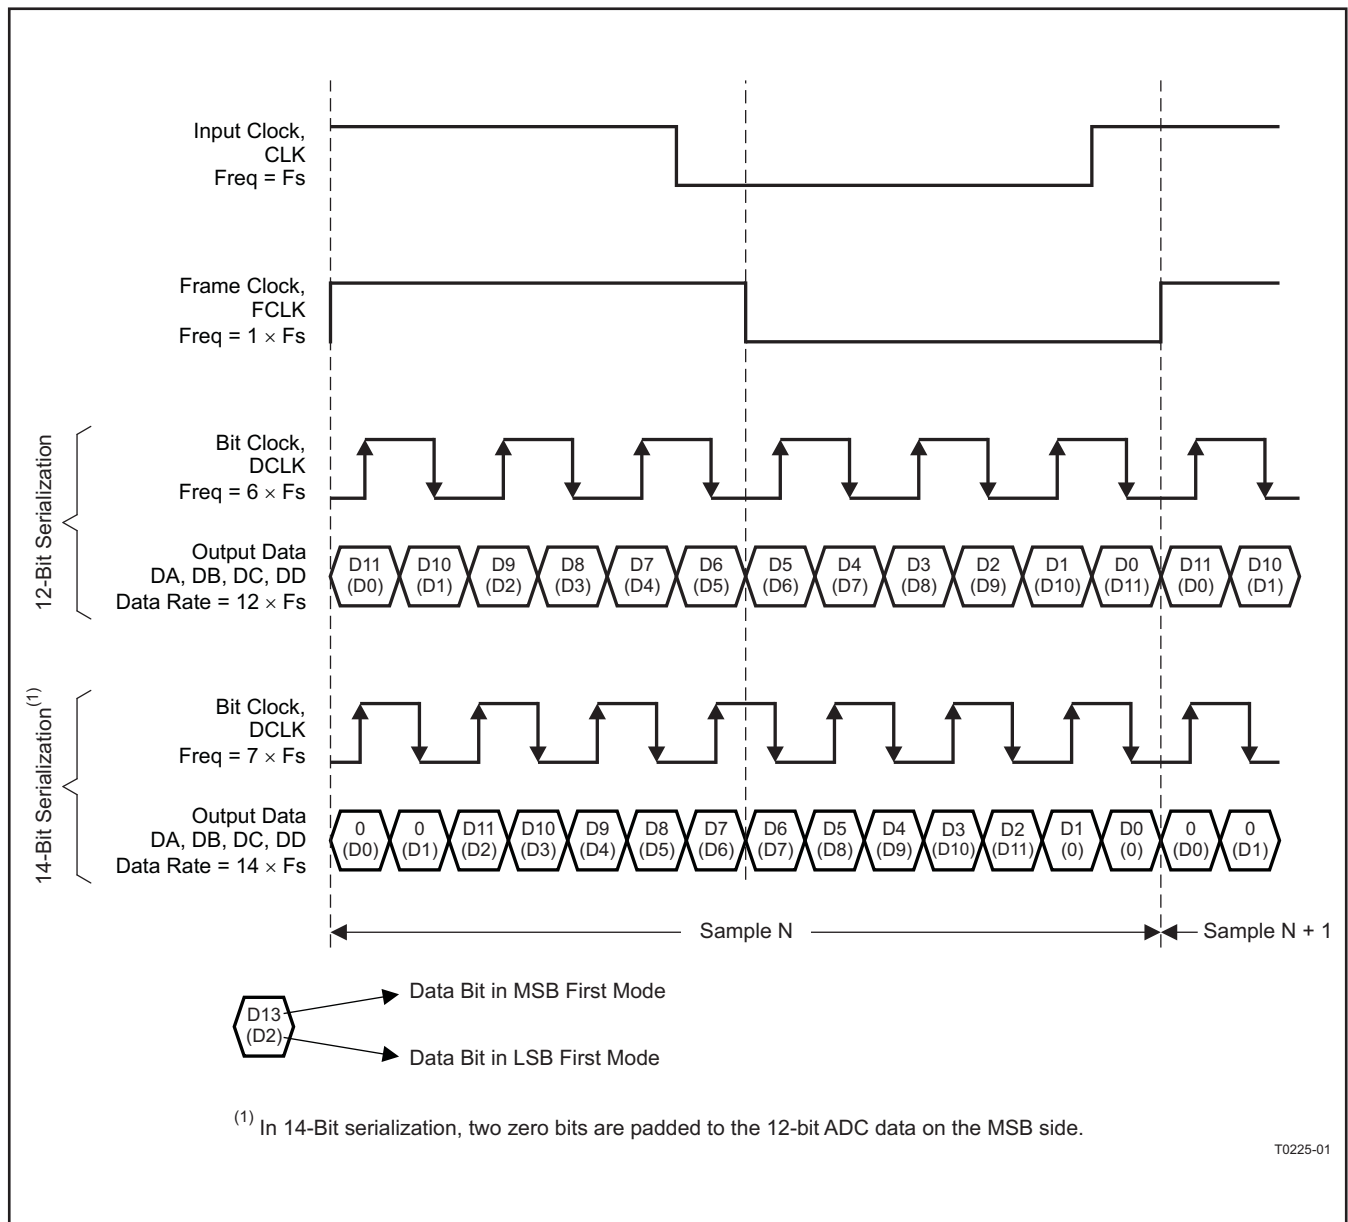 Input Clock,
CLK
Freq = Fs
Frame Clock,
FCLK
Freq = 1 × Fs
12-Bit Serialization
Bit Clock,
DCLK
Freq = 6 × Fs
Output Data
DA, DB, DC, DD
Data Rate = 12 × Fs
D11 D10 D9 D8 D7 D6 D5 D4 D3 D2 D1 D0 D11 D10
(D0) (D1) (D2) (D3) (D4) (D5) (D6) (D7) (D8) (D9) (D10) (D11) (D0) (D1)
14-Bit Serialization(1)
Bit Clock,
DCLK
Freq = 7 × Fs
Output Data
DA, DB, DC, DD
Data Rate = 14 × Fs
0 0 D11 D10 D9 D8 D7 D6 D5 D4 D3 D2 D1 D0 0 0
(D0) (D1) (D2) (D3) (D4) (D5) (D6) (D7) (D8) (D9) (D10) (D11) (0) (0) (D0) (D1)
Sample N
Sample N + 1
D13
(D2)
Data Bit in MSB First Mode
Data Bit in LSB First Mode
(1) In 14-Bit serialization, two zero bits are padded to the 12-bit ADC data on the MSB side.
T0225-01